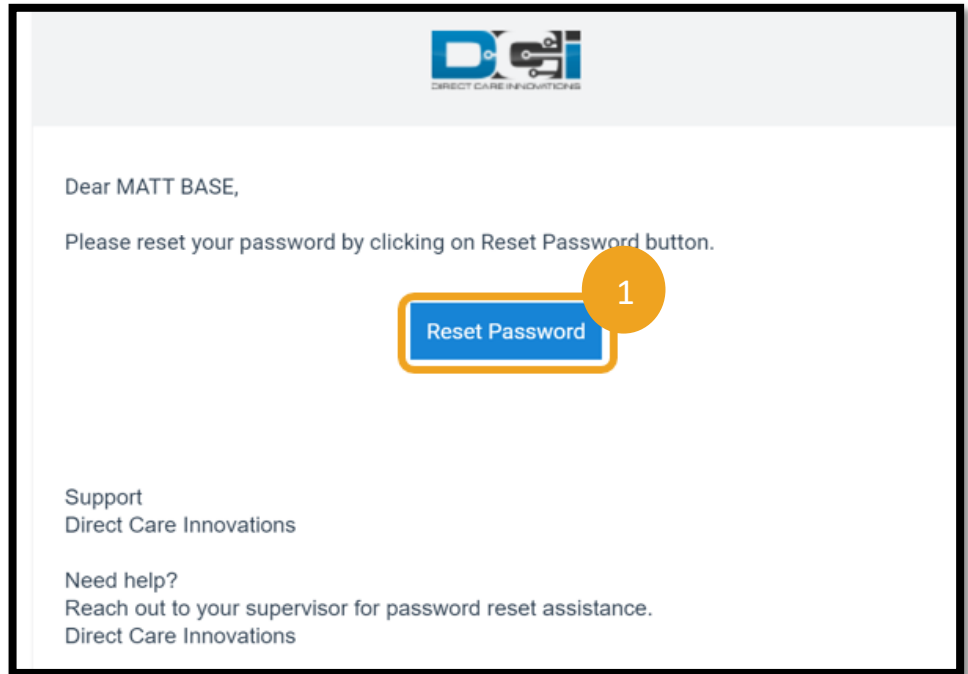 DCi
DIRECT CARE INNOVATIONS
Dear MATT BASE,
Please reset your password by clicking on Reset Password button.
1
Reset Password
Support
Direct Care Innovations
Need help?
Reach out to your supervisor for password reset assistance.
Direct Care Innovations